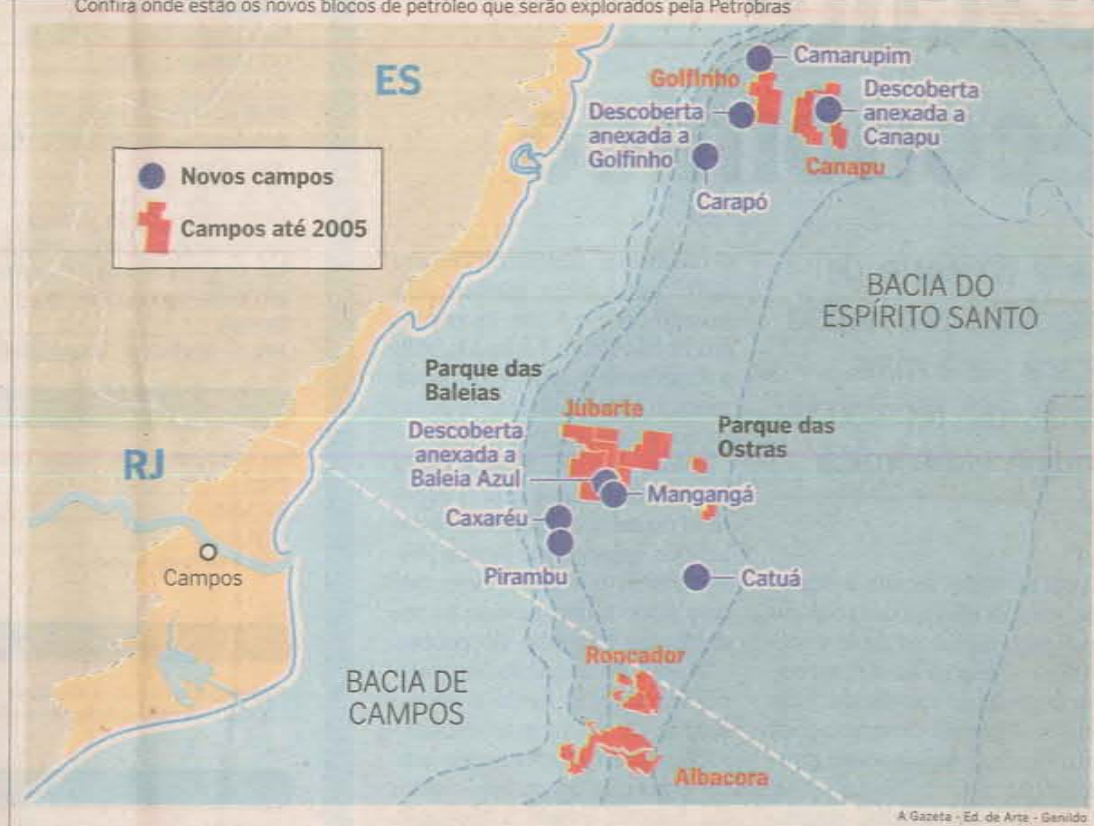 Confira onde estão os novos blocos de petróleo que serão explorados pela Petrobras
ES
Novos campos
Campos até 2005
Camarupim
Golfinho
Descoberta
anexada a
Golfinho
Descoberta
anexada a
Canapu
Canapu
Carapó
BACIA DO
ESPÍRITO SANTO
Parque das
Baleias
Jubarte
Parque das
Ostras
Descoberta
anexada a
Baleia Azul
Mangangá
Caxaréu
Pirambu
Catuá
RJ
Campos
Roncador
BACIA DE
CAMPOS
Albacora
A Gazeta - Ed. de Arte - Genildo